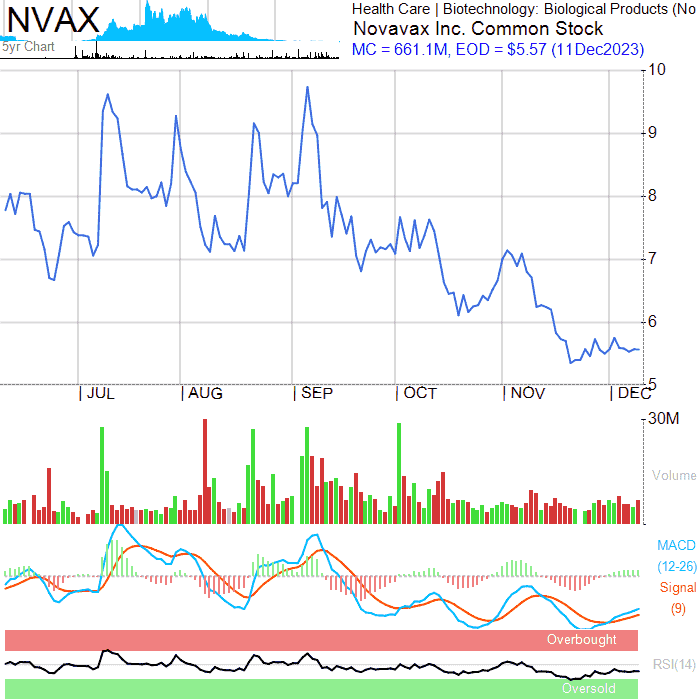 NVAX
5yr Chart
Health Care | Biotechnology: Biological Products (No
Novavax Inc. Common Stock
MC = 661.1M, EOD = $5.57 (11Dec2023)
10
9
8
7
6
5
JUL AUG SEP OCT NOV DEC
30M
Volume
MACD
(12-26)
Signal
(9)
Overbought
RSI(14)
Oversold